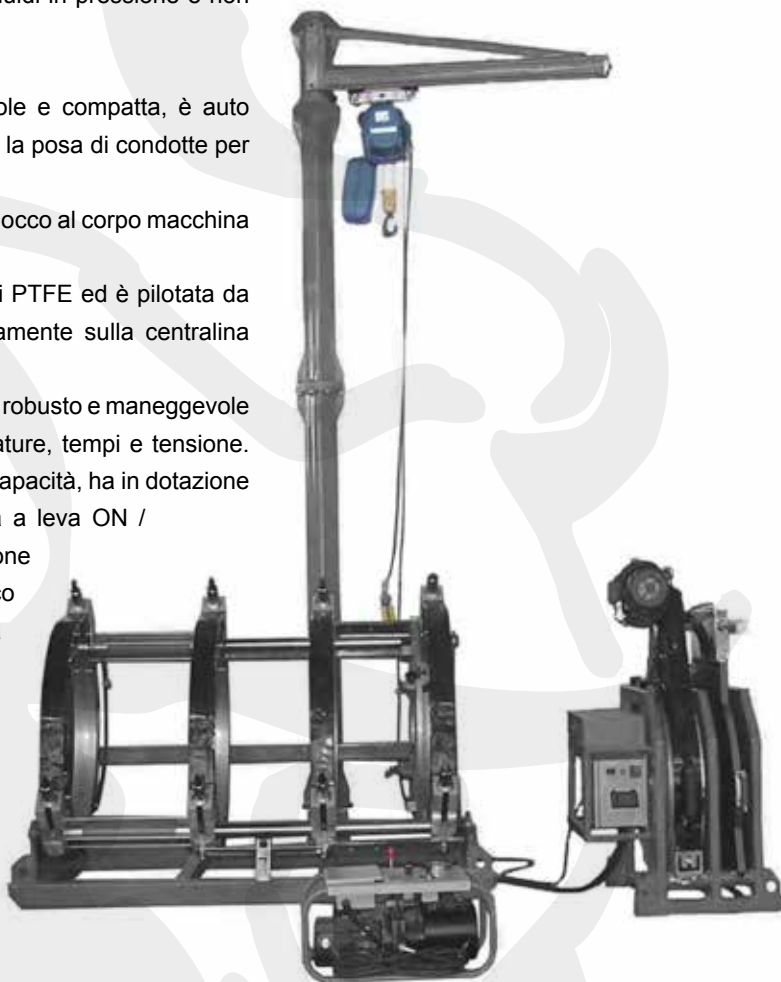 in pressione e non
ole e compatta, è auto
la posa di condotte per
occo al corpo macchina
i PTFE ed è pilotata da
amente sulla centralina
robusto e maneggevole
ature, tempi e tensione.
apacità, ha in dotazione
a leva ON /
one
co